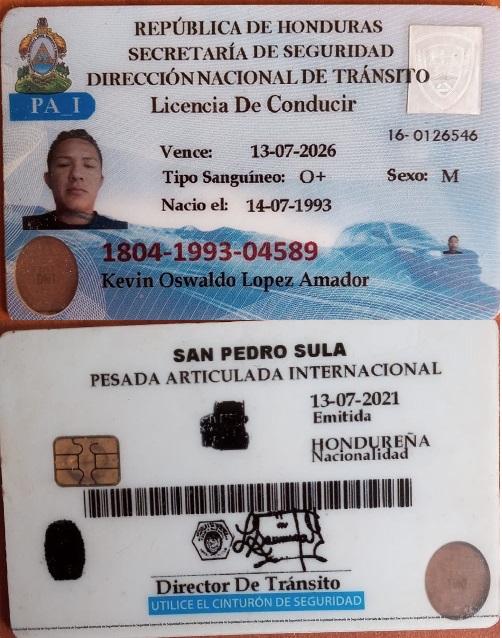 REPÚBLICA DE HONDURAS
SECRETARÍA DE SEGURIDAD
DIRECCIÓN NACIONAL DE TRÁNSITO
PA_I
Licencia De Conducir
16- 0126546
Vence: 13-07-2026
Tipo Sanguíneo: O+ Sexo: M
Nacio el: 14-07-1993
1804-1993-04589
Kevin Oswaldo Lopez Amador
SAN PEDRO SULA
PESADA ARTICULADA INTERNACIONAL
13-07-2021
Emitida
HONDUREÑA
Nacionalidad
Director De Tránsito
UTILICE EL CINTURÓN DE SEGURIDAD